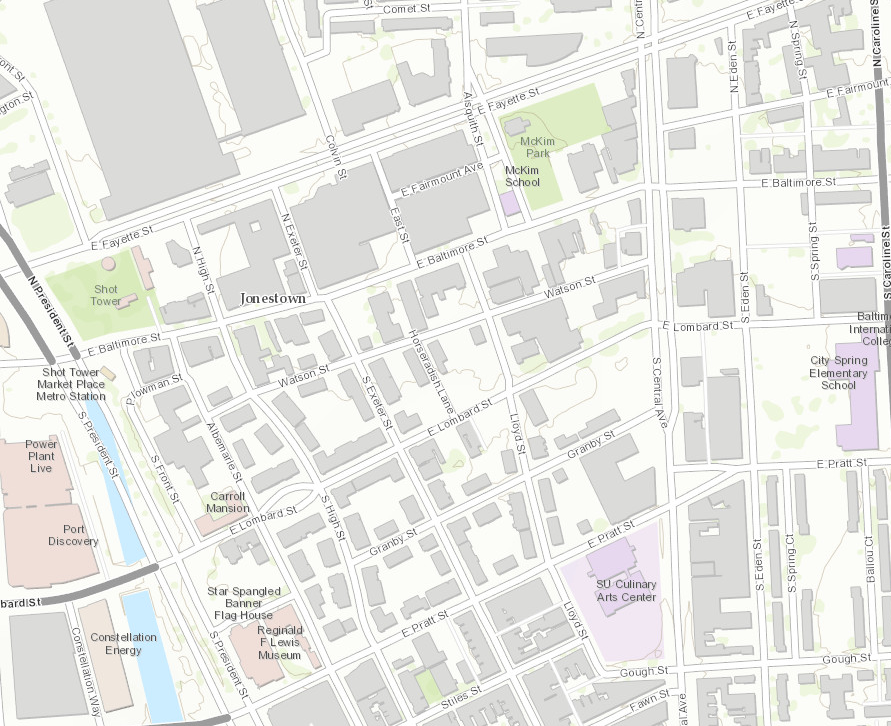 Comet St
E Fayette St
N Caroline S
N Spring St
N Eden St
E Fairmount
Aisquith St
E Fayette St
McKim
Park
McKim
School
Colvin St
E Fairmount Ave
East St
E Baltimore St
E Baltimore St
E Fayette St
N High St
N Exeter St
Shot
Tower
Jonestown
N President St
E Baltimore St
Watson St
S Spring St
S Eden St
S Caroline St
E Lombard St
Baltimo
Internati
Colleg
City Spring
Elementary
School
Shot Tower
Market Place
Metro Station
Plowman St
Watson St
Horseradish Lane
S Exeter St
S Central Ave
S President St
Albemarle St
E Lombard St
Lloyd St
Granby St
Power
Plant
Live
S Front St
Carroll
Mansion
E Lombard St
S High St
E Pratt St
Port
Discovery
Granby St
E Pratt St
S Eden St
S Spring Ct
Ballou Ct
bard St
Star Spangled
Banner
Flag House
SU Culinary
Arts Center
Constellation
Energy
Reginald
F Lewis
Museum
E Pratt St
Lloyd St
Constellation Way
S President St
Gough St
Gough St
Stiles St
Fawn St
al Ave